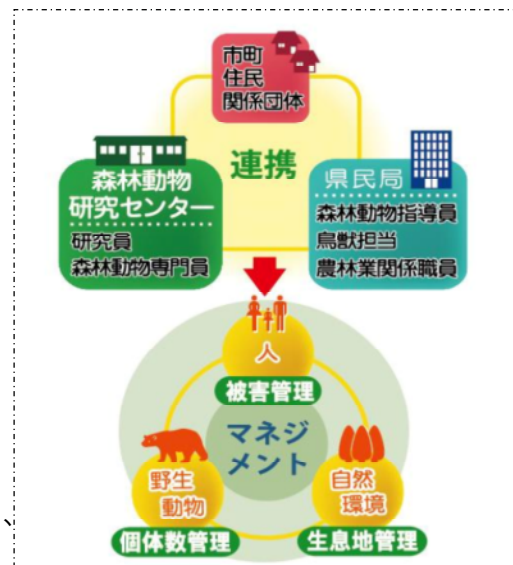 市町
住民
関係団体
連携
森林動物
研究センター
研究員
森林動物専門員
県民局
森林動物指導員
鳥獣担当
農林業関係職員
人
被害管理
マネジ
メント
野生
動物
個体数管理
自然
環境
生息地管理
、